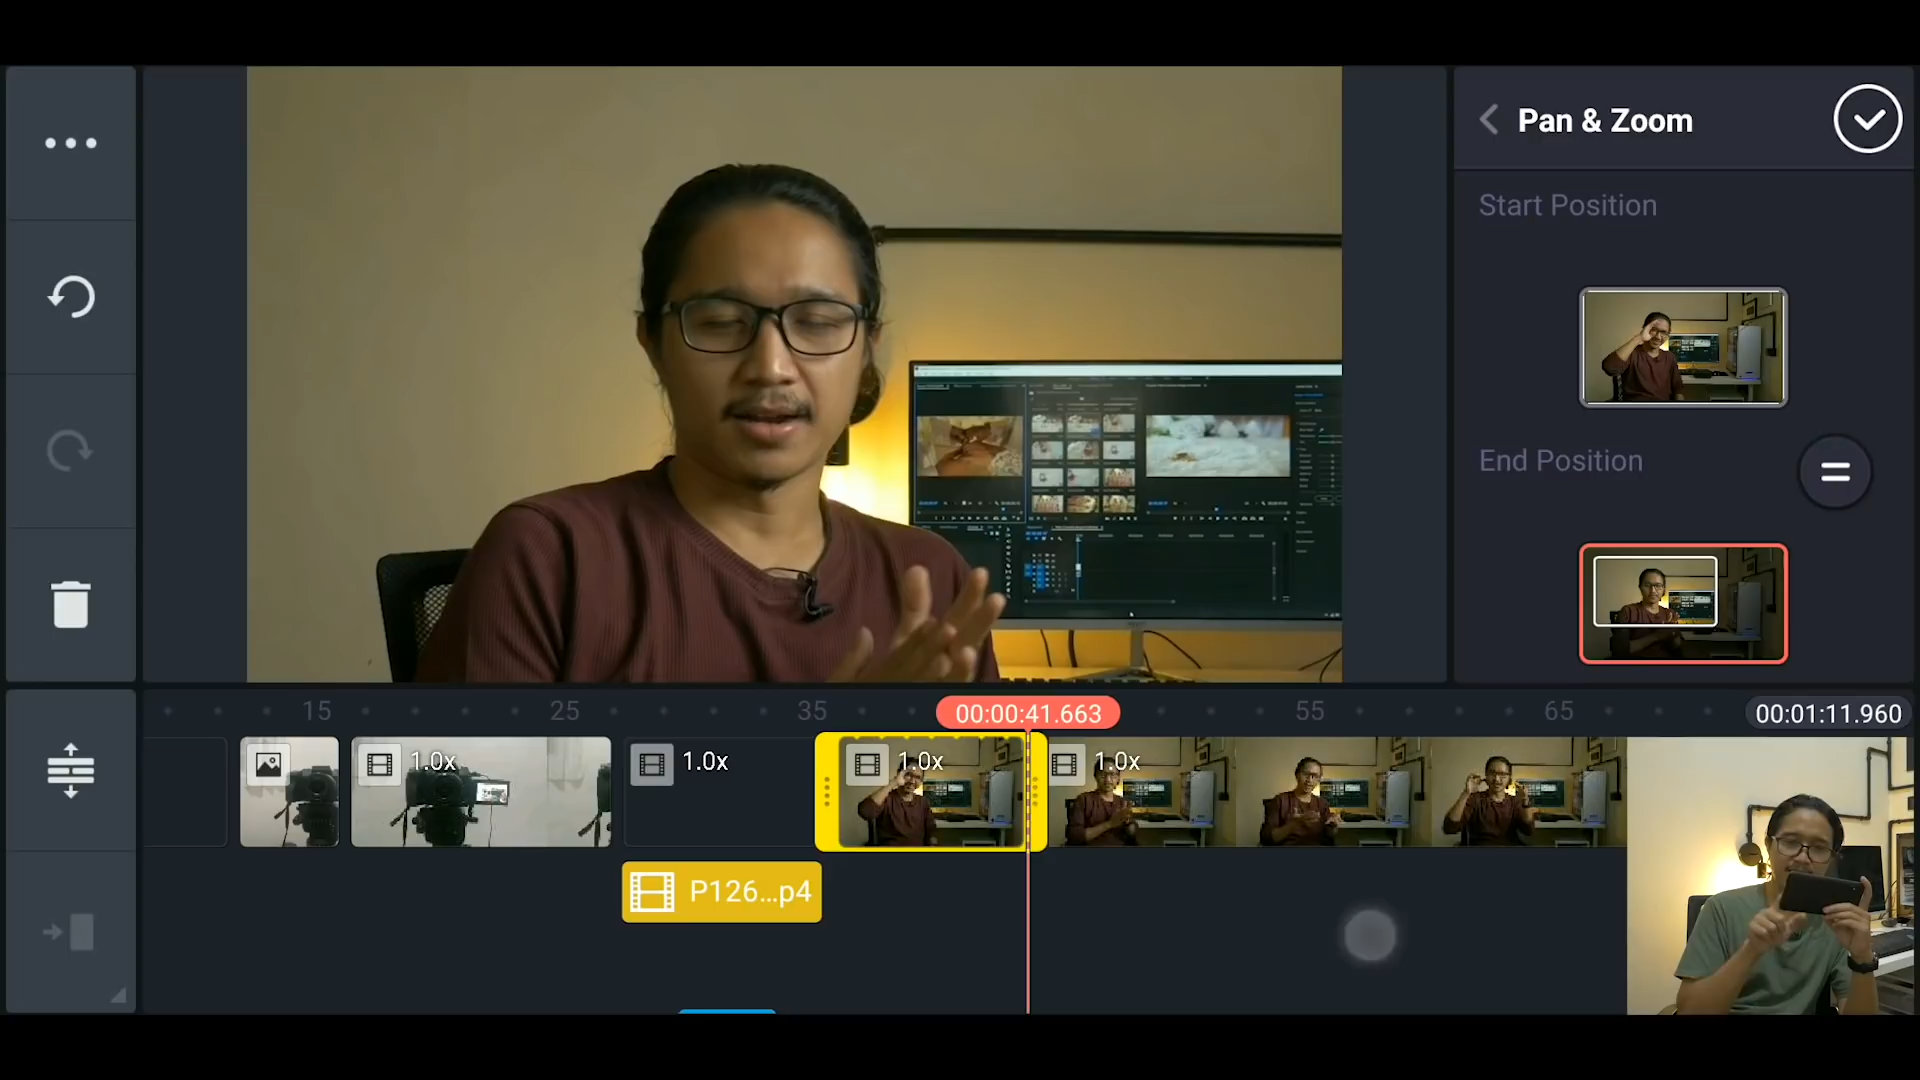 Pan & Zoom
Start Position
End Position
15
25
35
00:00:41.663
55
65
00:01:11.960
1.0x
1.0x
1.0x
1.0x
P126...p4